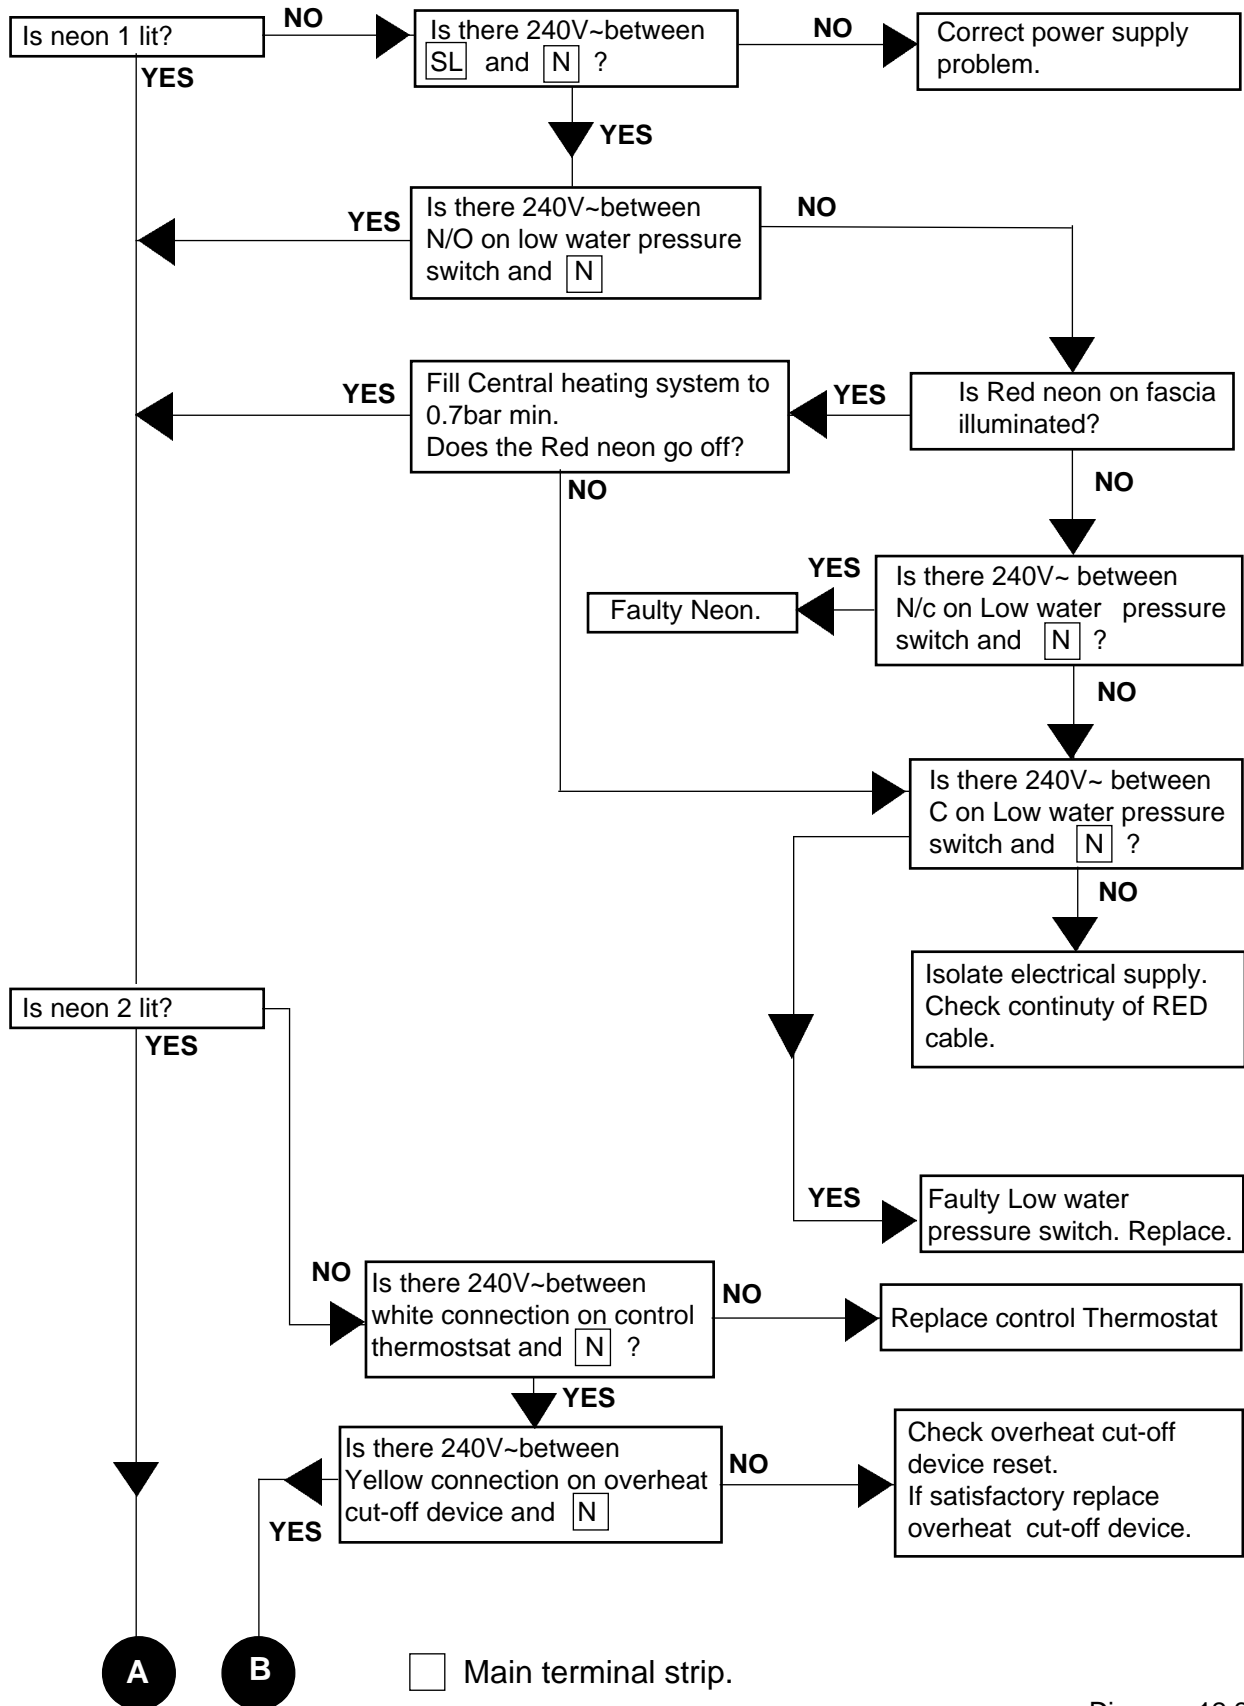 Is neon 1 lit?
NO
Is there 240V~between
SL and N ?
NO
Correct power supply
problem.
YES
YES
Is there 240V~between
N/O on low water pressure
switch and N
YES
NO
Fill Central heating system to
0.7bar min.
Does the Red neon go off?
YES
YES
Is Red neon on fascia
illuminated?
NO
NO
Is there 240V~ between
N/c on Low water pressure
switch and N ?
YES
Faulty Neon.
NO
Is there 240V~ between
C on Low water pressure
switch and N ?
NO
Isolate electrical supply.
Check continuty of RED
cable.
Is neon 2 lit?
YES
YES
Faulty Low water
pressure switch. Replace.
NO
Is there 240V~between
white connection on control
thermostsat and N ?
NO
Replace control Thermostat
YES
Is there 240V~between
Yellow connection on overheat
cut-off device and N
NO
Check overheat cut-off
device reset.
If satisfactory replace
overheat cut-off device.
YES
A
B
Main terminal strip.